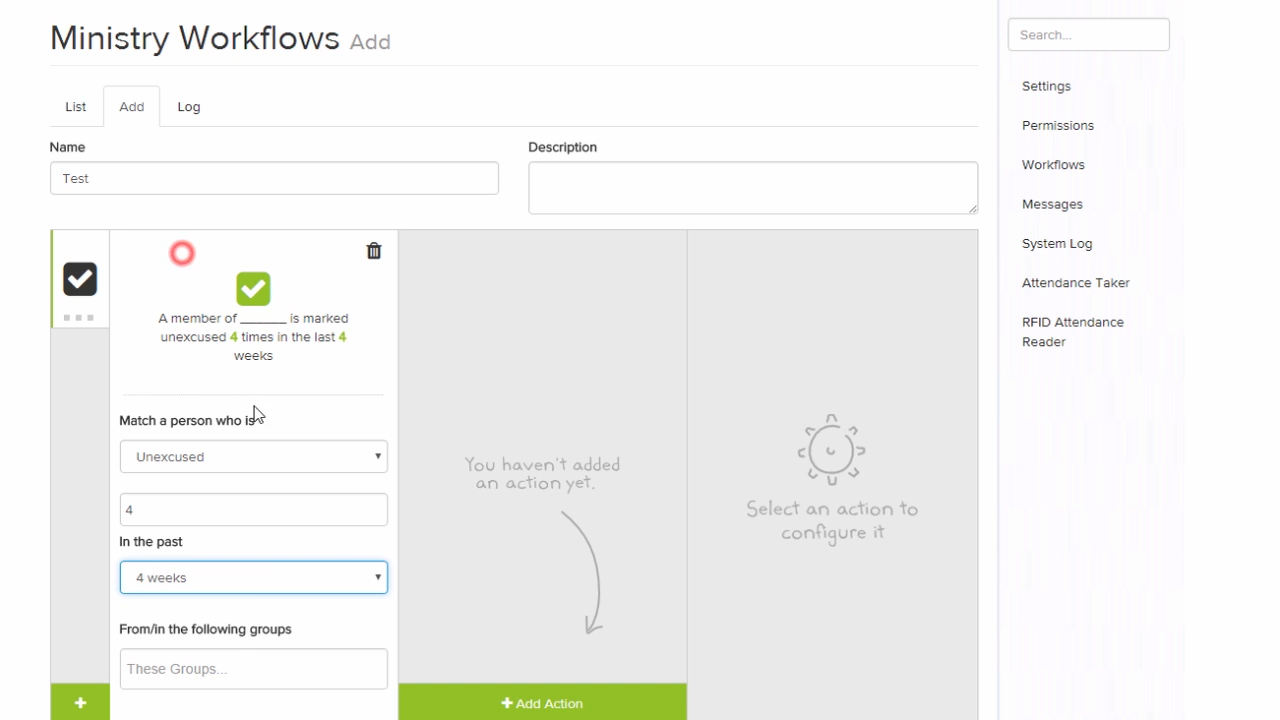 Ministry Workflows Add
Search...
Settings
Permissions
Workflows
Messages
System Log
Attendance Taker
RFID Attendance
Reader
List
Add
Log
Name
Description
Test
A member of ______ is marked
unexcused 4 times in the last 4
weeks
Match a person who is
Unexcused
4
In the past
4 weeks
From/in the following groups
These Groups...
+
You haven't added
an action yet.
+ Add Action
Select an action to
configure it